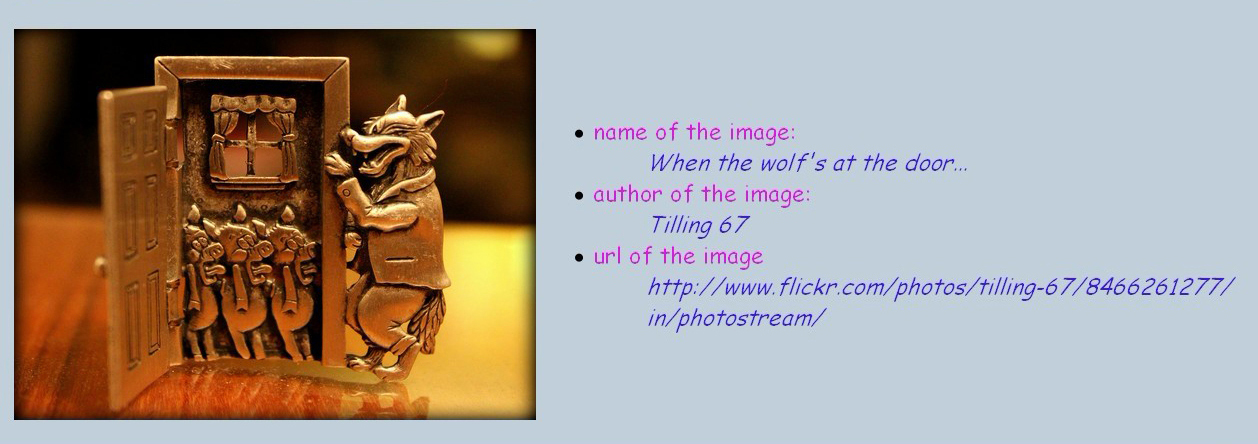 name of the image:
When the wolf's at the door...
author of the image:
Tilling 67
url of the image
http://www.flickr.com/photos/tilling-67/8466261277/
in/photostream/